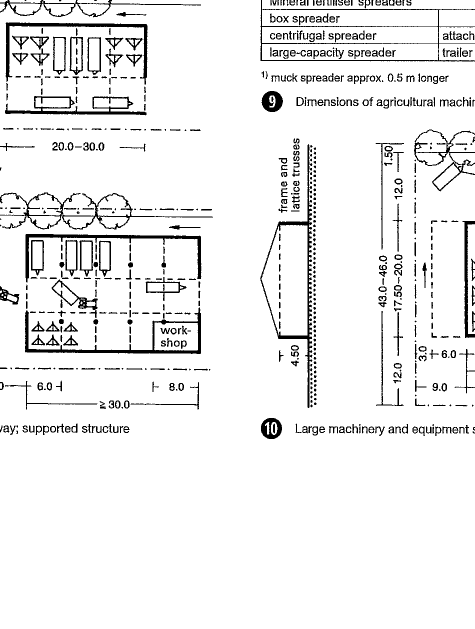 Mineral fertiliser spreaders
box spreader
centrifugal spreader attach
large-capacity spreader trailer
1) muck spreader approx. 0.5 m longer
9 Dimensions of agricultural machin
20.0–30.0
frame and
lattice trusses
1.50
12.0
43.0–46.0
17.50–20.0
12.0
4.50
3.0
6.0
9.0
work-
shop
0
6.0
8.0
≥ 30.0
vay; supported structure
10 Large machinery and equipment s